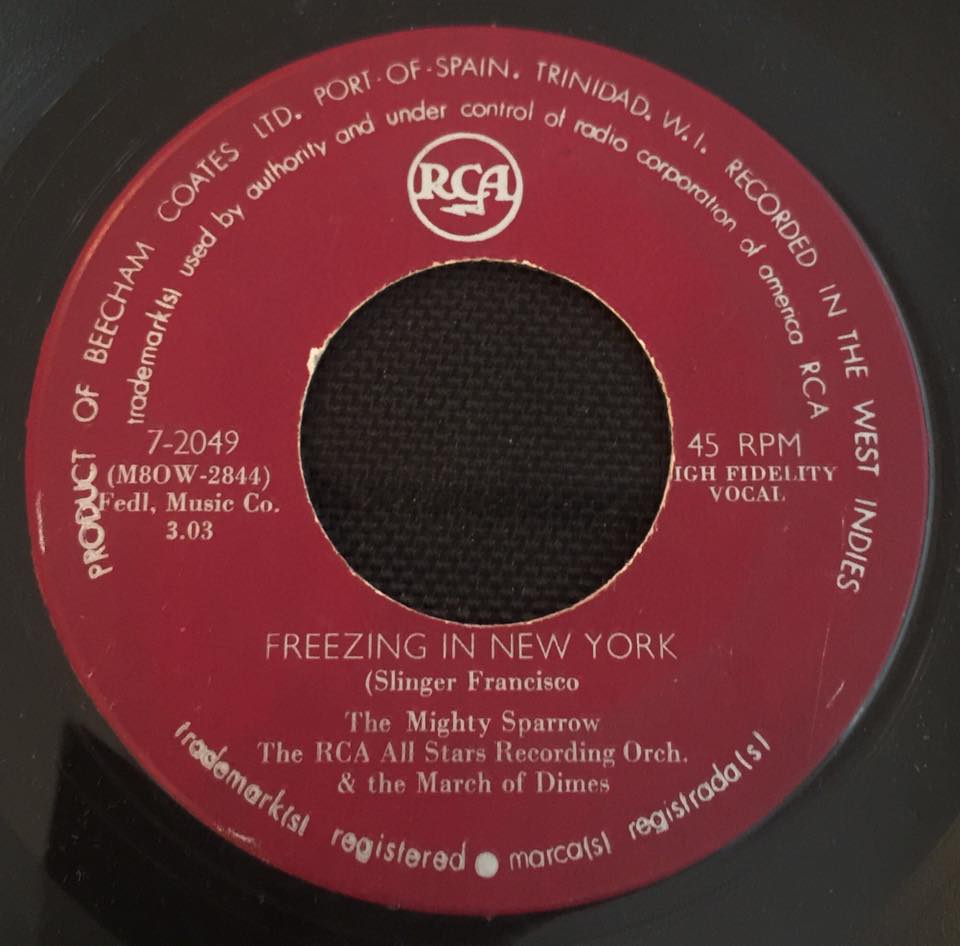 PRODUCT OF BEECHAM COATES LTD. PORT-OF-SPAIN. TRINIDAD. W.I. RECORDED IN THE WEST INDIES
trademark(s) used by authority and under control of radio corporation of america RCA
RCA
7-2049
(M8OW-2844)
Fedl, Music Co.
3.03
45 RPM
IGH FIDELITY
VOCAL
FREEZING IN NEW YORK
(Slinger Francisco
The Mighty Sparrow
The RCA All Stars Recording Orch.
& the March of Dimes
trademark(s) registered marca(s) registrada(s)